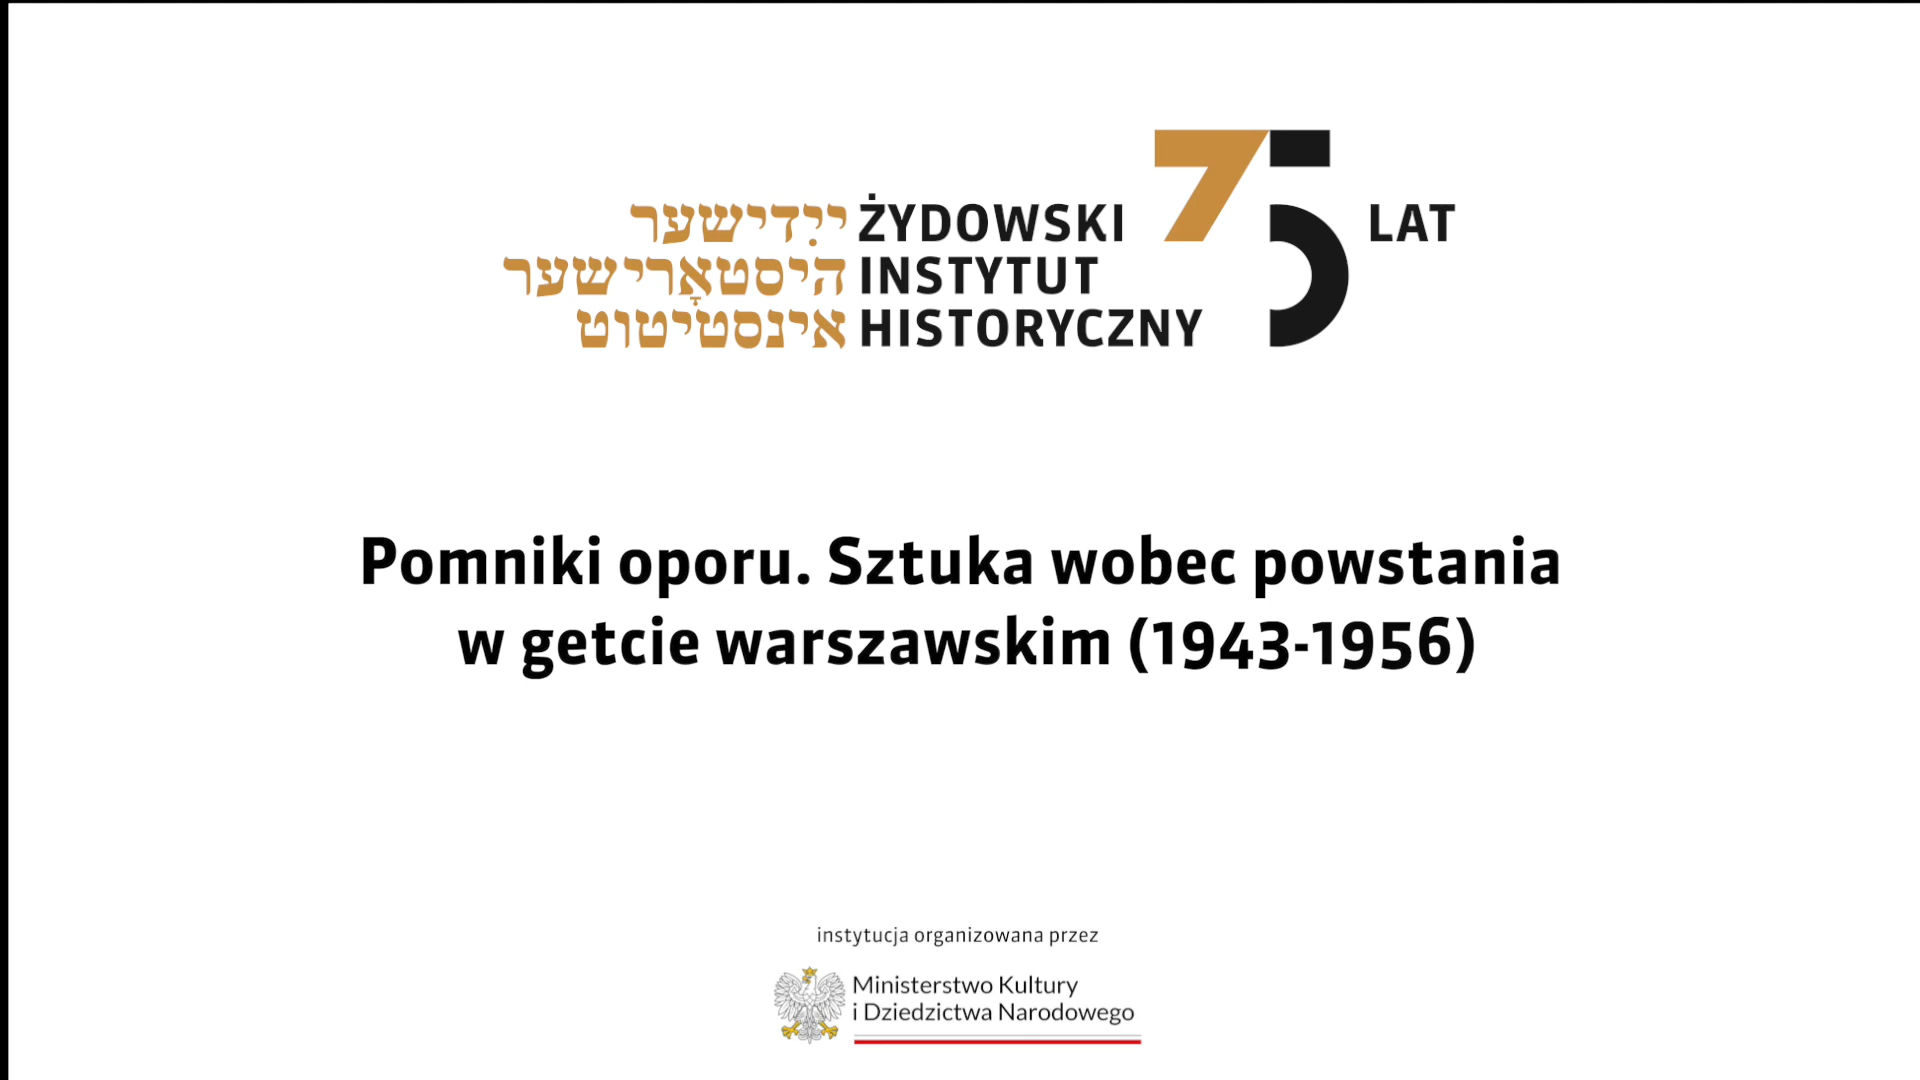 ייִדישער ŻYDOWSKI 75 LAT
היסטאָרישער INSTYTUT
אינסטיטוט HISTORYCZNY
Pomniki oporu. Sztuka wobec powstania
w getcie warszawskim (1943-1956)
instytucja organizowana przez
Ministerstwo Kultury
i Dziedzictwa Narodowego